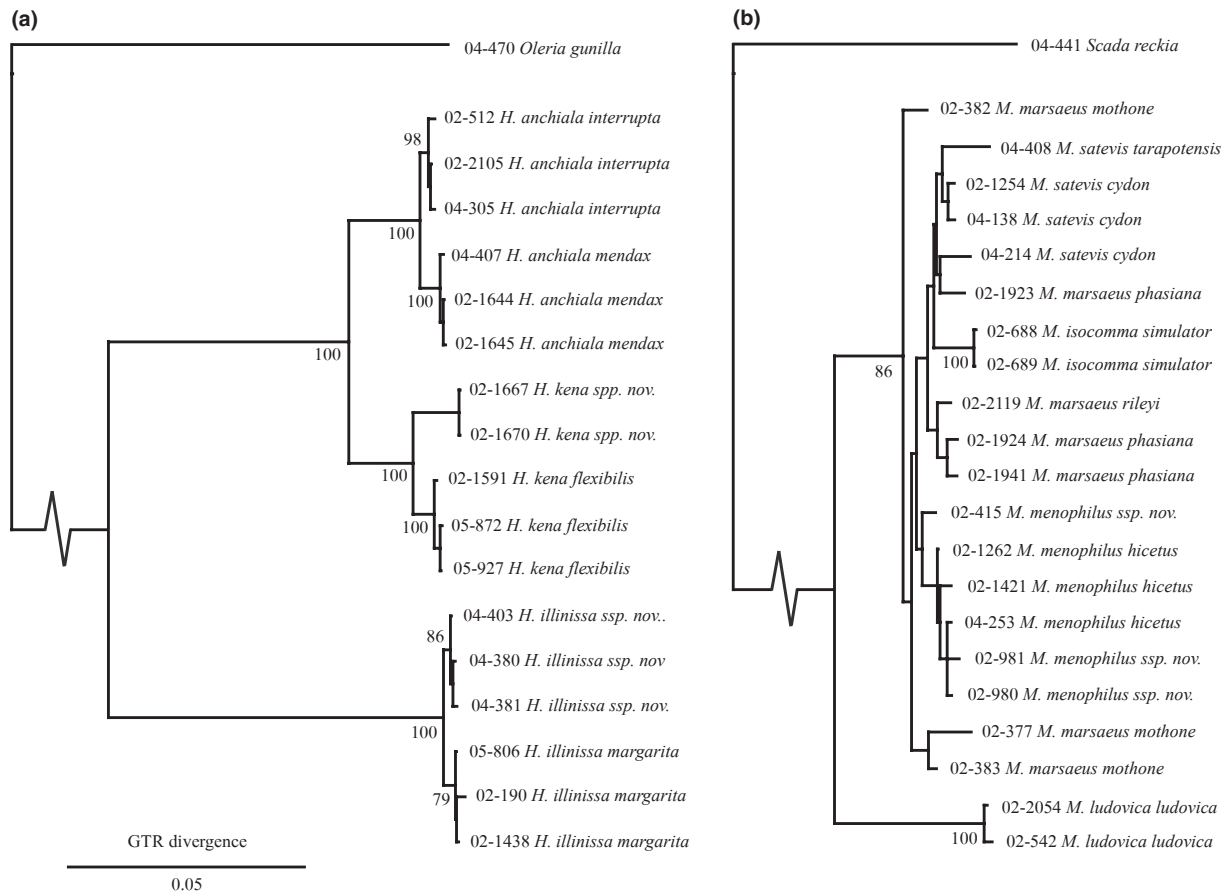 (a)
04-470 Oleria gunilla
02-512 H. anchiala interrupta
98
02-2105 H. anchiala interrupta
04-305 H. anchiala interrupta
100
04-407 H. anchiala mendax
100
02-1644 H. anchiala mendax
02-1645 H. anchiala mendax
100
02-1667 H. kena spp. nov.
02-1670 H. kena spp. nov.
100
02-1591 H. kena flexibilis
100
05-872 H. kena flexibilis
05-927 H. kena flexibilis
04-403 H. illinissa ssp. nov..
86
04-380 H. illinissa ssp. nov
04-381 H. illinissa ssp. nov.
100
05-806 H. illinissa margarita
79
02-190 H. illinissa margarita
02-1438 H. illinissa margarita
GTR divergence
0.05
(b)
04-441 Scada reckia
02-382 M. marsaeus mothone
04-408 M. satevis tarapotensis
02-1254 M. satevis cydon
04-138 M. satevis cydon
04-214 M. satevis cydon
02-1923 M. marsaeus phasiana
02-688 M. isocomma simulator
100
02-689 M. isocomma simulator
86
02-2119 M. marsaeus rileyi
02-1924 M. marsaeus phasiana
02-1941 M. marsaeus phasiana
02-415 M. menophilus ssp. nov.
02-1262 M. menophilus hicetus
02-1421 M. menophilus hicetus
04-253 M. menophilus hicetus
02-981 M. menophilus ssp. nov.
02-980 M. menophilus ssp. nov.
02-377 M. marsaeus mothone
02-383 M. marsaeus mothone
02-2054 M. ludovica ludovica
100
02-542 M. ludovica ludovica